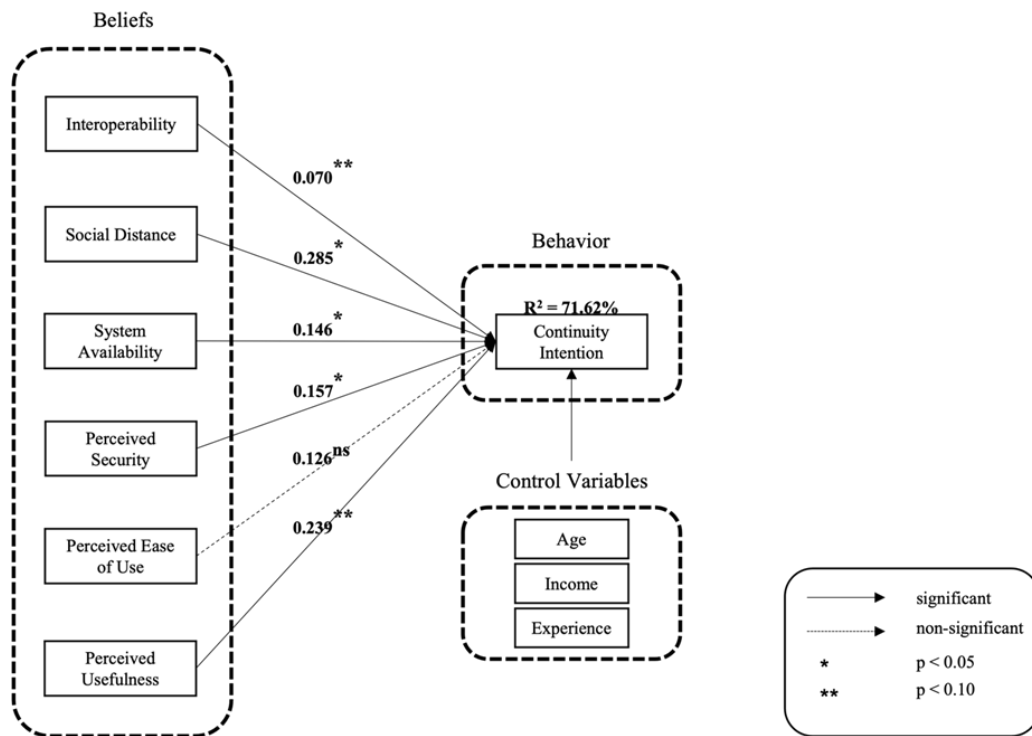 Beliefs
Interoperability
0.070**
Social Distance
0.285*
System
Availability
0.146*
Perceived
Security
0.157*
Perceived Ease
of Use
0.126ns
Perceived
Usefulness
0.239**
Behavior
R² = 71.62%
Continuity
Intention
Control Variables
Age
Income
Experience
significant
non-significant
* p < 0.05
** p < 0.10